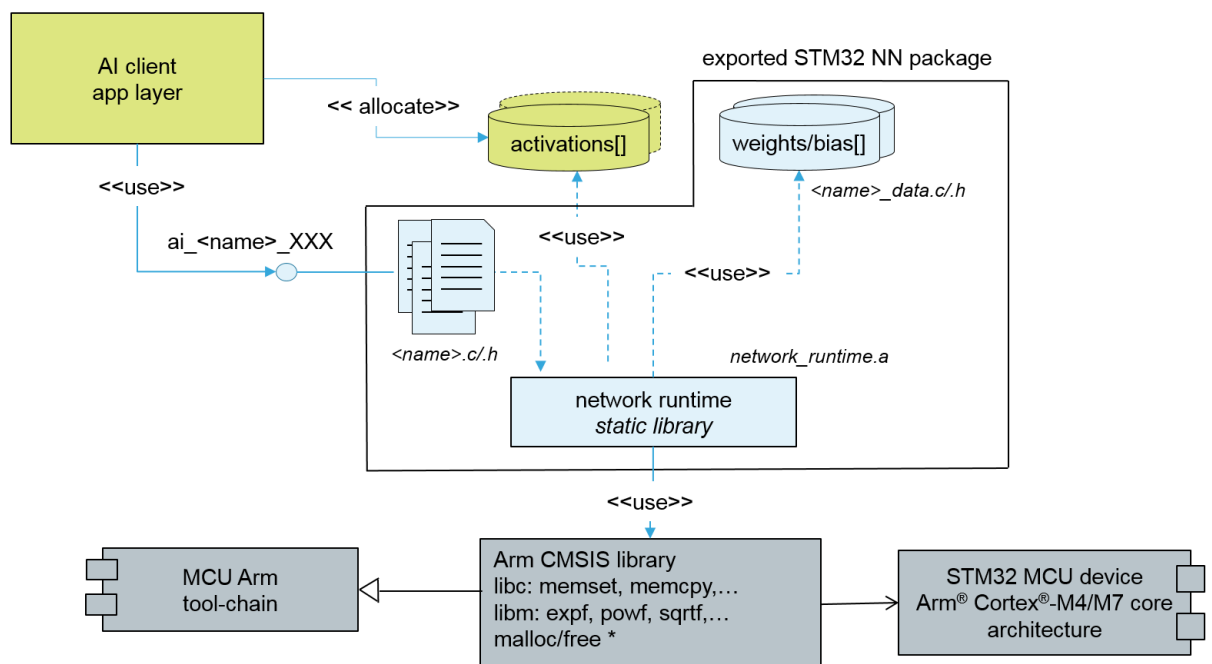 AI client
app layer
exported STM32 NN package
<< allocate>>
activations[]
weights/bias[]
<<use>>
<name>_data.c/.h
ai_<name>_XXX
<<use>>
<<use>>
<name>.c/.h
network_runtime.a
network runtime
static library
<<use>>
MCU Arm
tool-chain
Arm CMSIS library
libc: memset, memcpy,…
libm: expf, powf, sqrtf,…
malloc/free *
STM32 MCU device
Arm® Cortex®-M4/M7 core
architecture